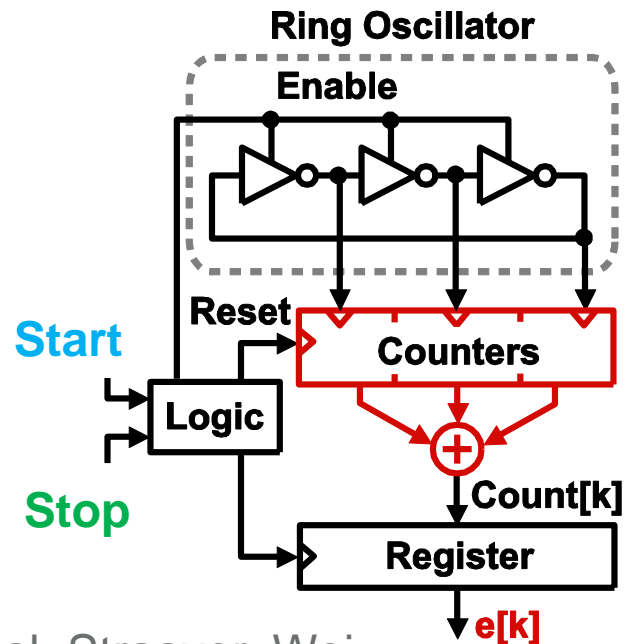 Ring Oscillator
Enable
Reset
Start
Counters
Logic
Stop
Count[k]
Register
e[k]